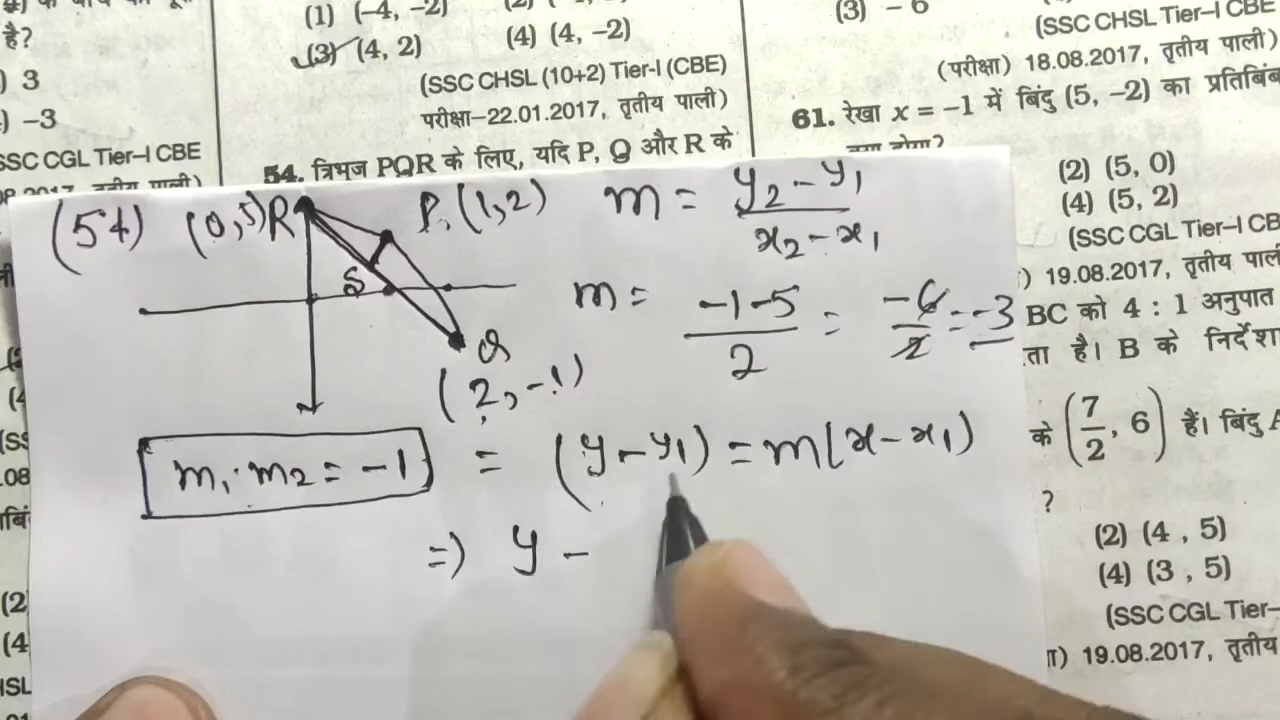 है?
3
-3
SSC CGL Tier-I CBE
(1) (-4, -2)
(3) (4, 2)
(4) (4, -2)
(SSC CHSL (10+2) Tier-I (CBE)
परीक्षा-22.01.2017, तृतीय पाली)
54. त्रिभुज PQR के लिए, यदि P, Q और R के
(3) - 6
(SSC CHSL Tier-I CBE
(परीक्षा) 18.08.2017, तृतीय पाली)
61. रेखा x = -1 में बिंदु (5, -2) का प्रतिबिंब
(2) (5, 0)
(4) (5, 2)
(SSC CGL Tier-I CB
19.08.2017, तृतीय पाली
BC को 4 : 1 अनुपात
ता है। B के निर्देशा
के (7/2, 6) हैं। बिंदु A
?
(2) (4 , 5)
(4) (3 , 5)
(SSC CGL Tier-
19.08.2017, तृतीय
(54) (0,5)R P, (1,2) m = y2-y1/x2-x1
S
m = -1-5/2 = -6/2 = -3
Q
(2,-1)
m1·m2 = -1 = (y-y1) = m(x-x1)
=) y -